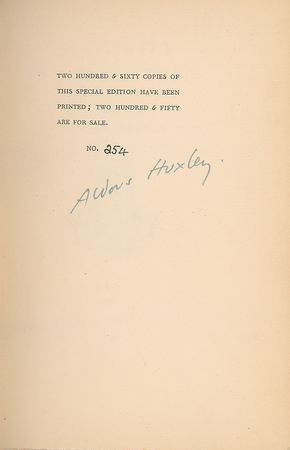 TWO HUNDRED & SIXTY COPIES OF
THIS SPECIAL EDITION HAVE BEEN
PRINTED; TWO HUNDRED & FIFTY
ARE FOR SALE.
NO. 254
Aldous Huxley.